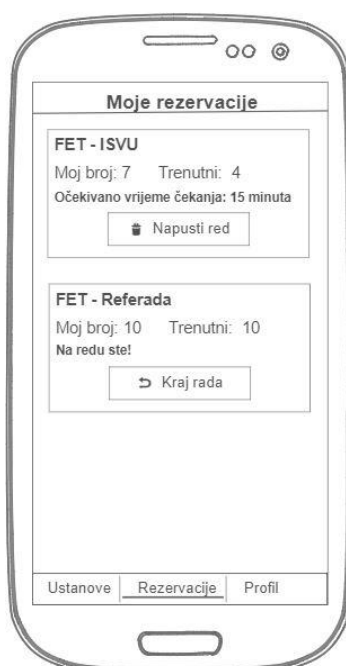 Moje rezervacije
FET - ISVU
Moj broj: 7 Trenutni: 4
Očekivano vrijeme čekanja: 15 minuta
Napusti red
FET - Referada
Moj broj: 10 Trenutni: 10
Na redu ste!
Kraj rada
Ustanove Rezervacije Profil